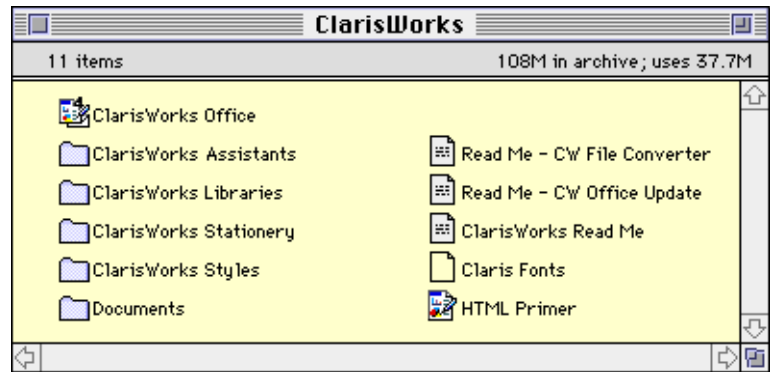 ClarisWorks
11 items 108M in archive; uses 37.7M
ClarisWorks Office
ClarisWorks Assistants
ClarisWorks Libraries
ClarisWorks Stationery
ClarisWorks Styles
Documents
Read Me - CW File Converter
Read Me - CW Office Update
ClarisWorks Read Me
Claris Fonts
HTML Primer